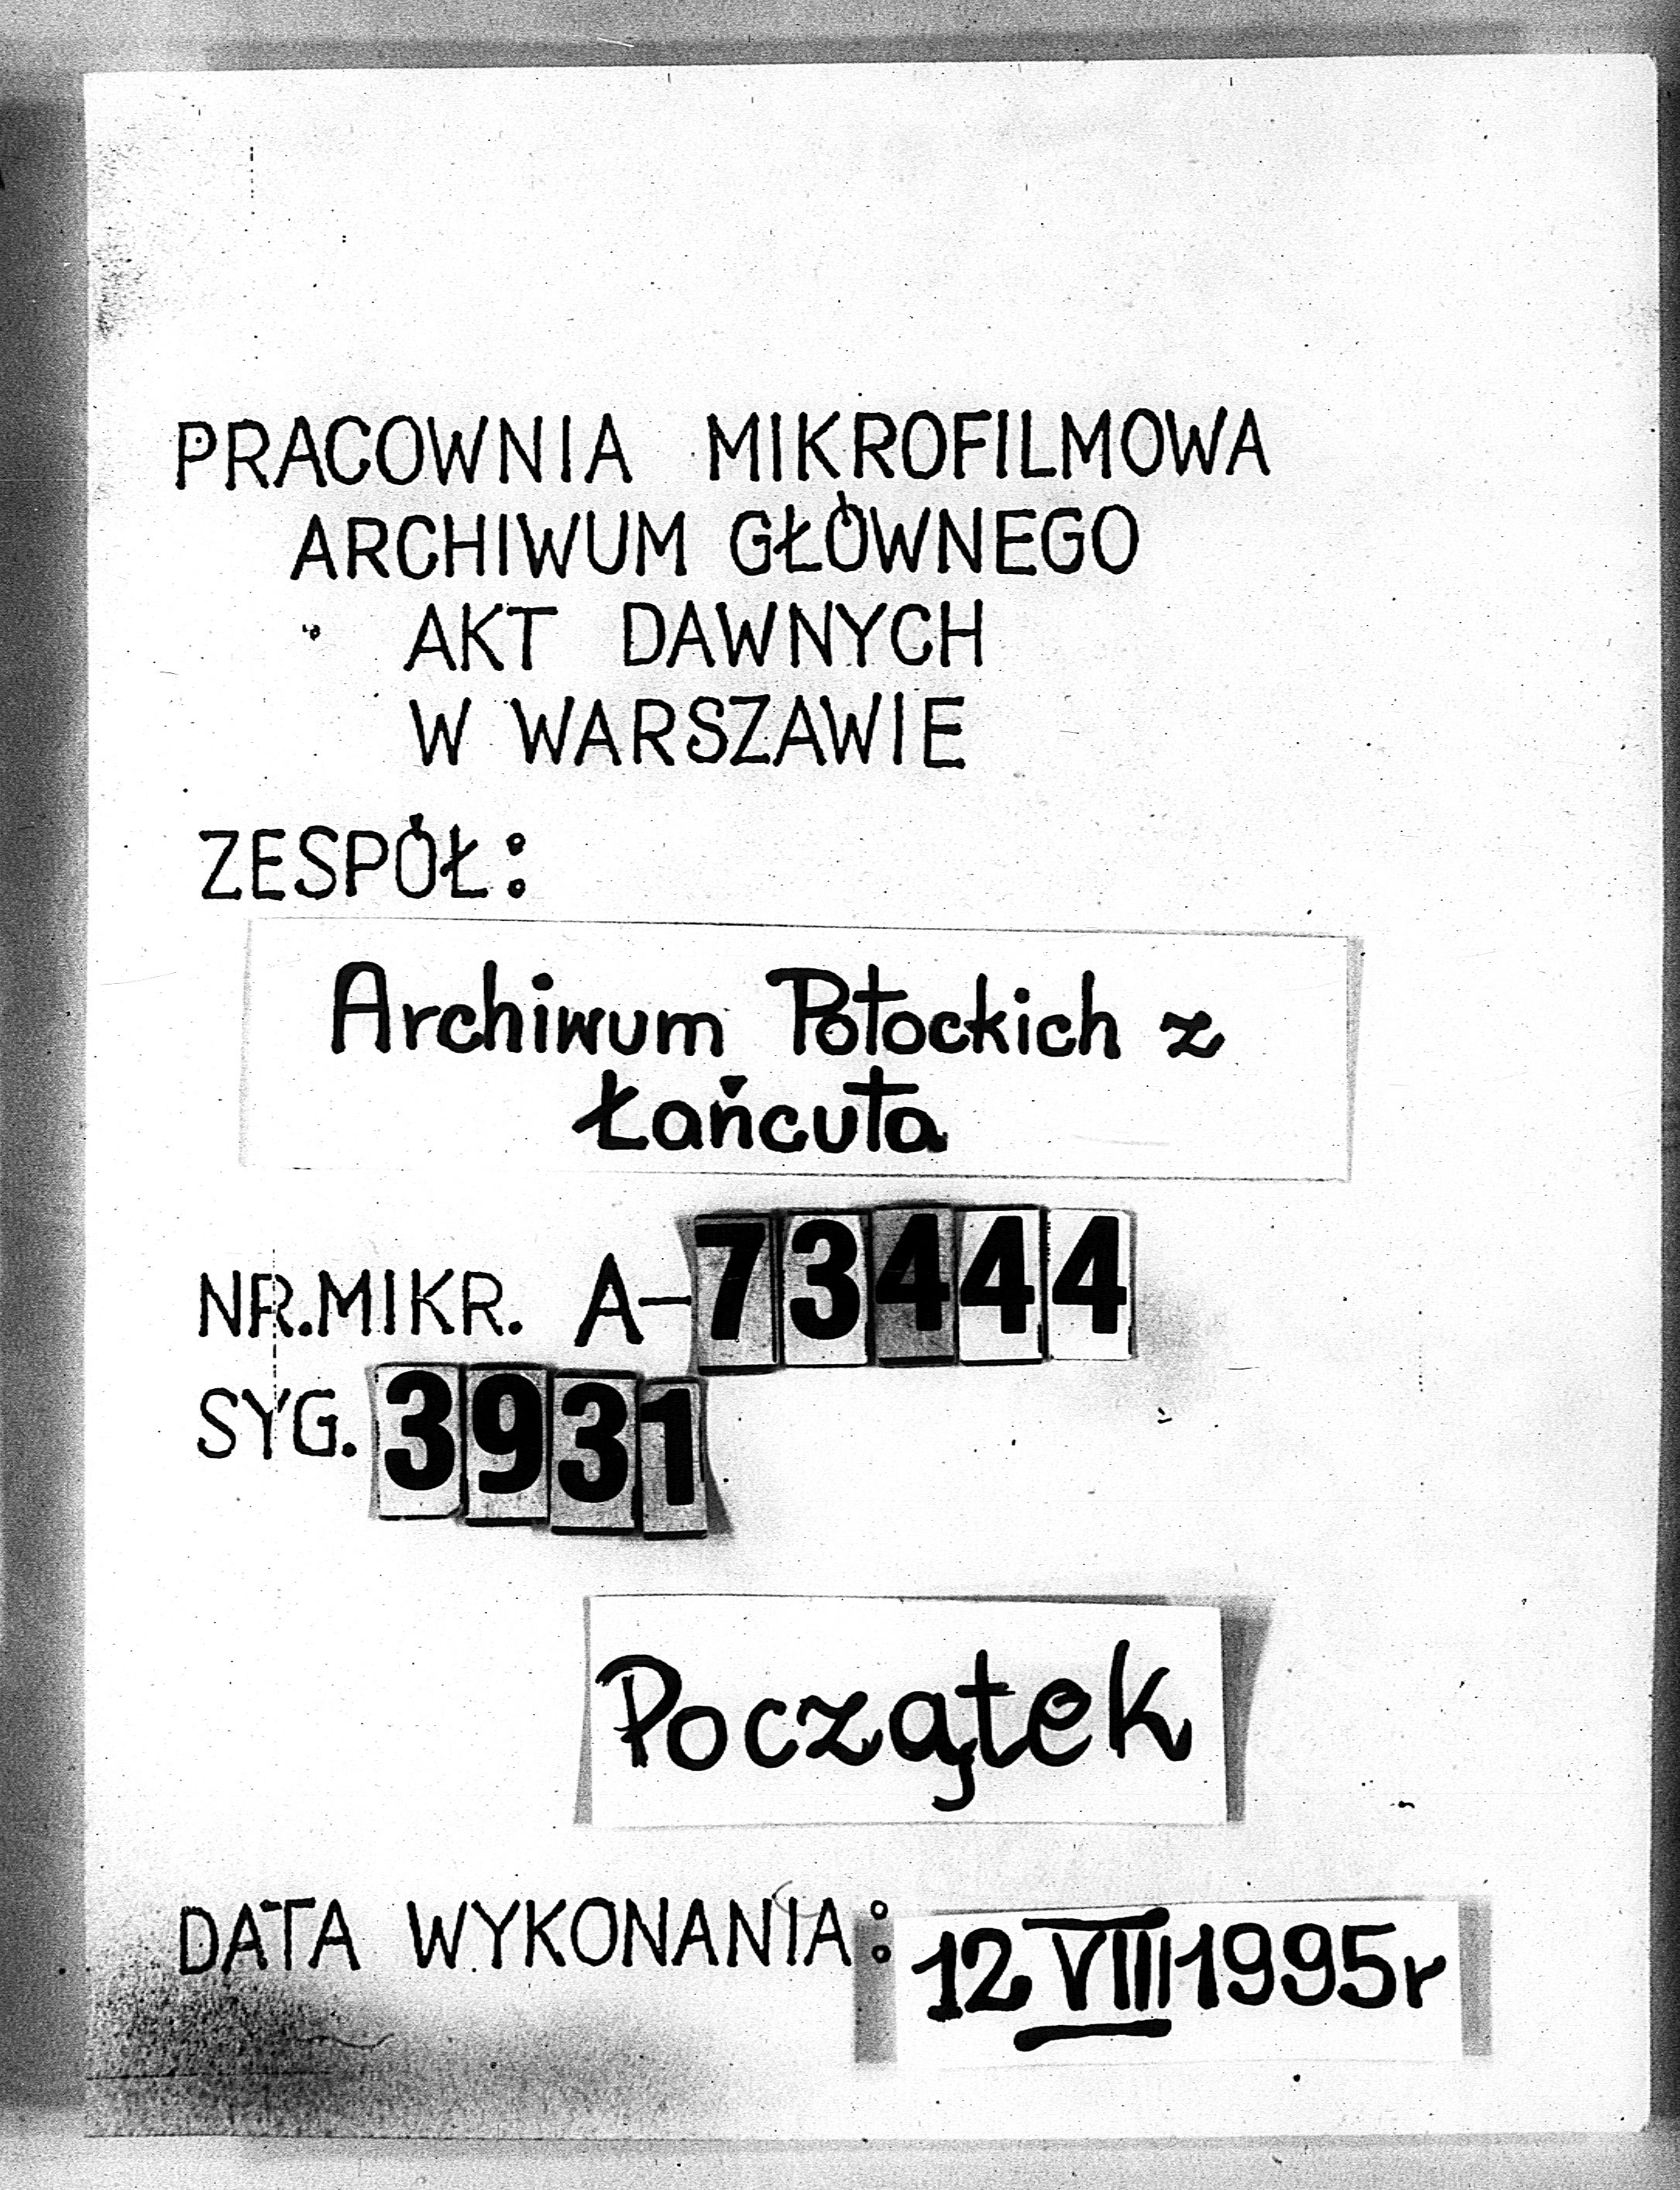 PRACOWNIA MIKROFILMOWA
ARCHIWUM GŁÓWNEGO
AKT DAWNYCH
W WARSZAWIE
ZESPÓŁ:
Archiwum Potockich z
Łańcuta
NR.MIKR. A-73444
SYG. 3931
Początek
DATA WYKONANIA: 12 VIII 1995r